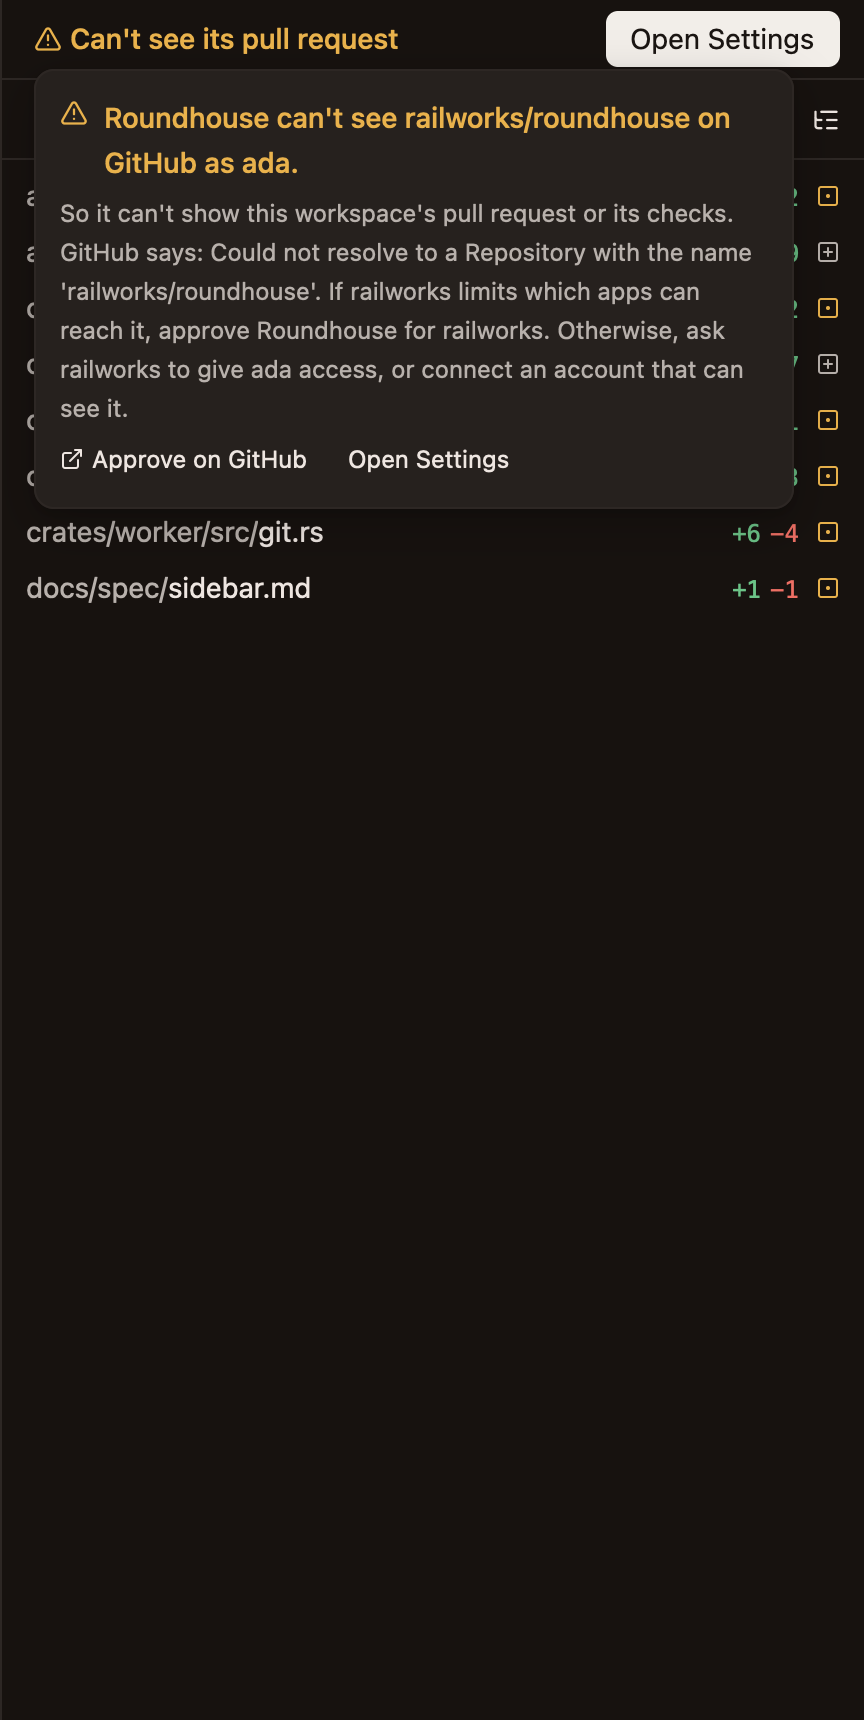 Can't see its pull request
Open Settings
Roundhouse can't see railworks/roundhouse on
GitHub as ada.
So it can't show this workspace's pull request or its checks.
GitHub says: Could not resolve to a Repository with the name
'railworks/roundhouse'. If railworks limits which apps can
reach it, approve Roundhouse for railworks. Otherwise, ask
railworks to give ada access, or connect an account that can
see it.
Approve on GitHub Open Settings
crates/worker/src/git.rs +6 −4
docs/spec/sidebar.md +1 −1